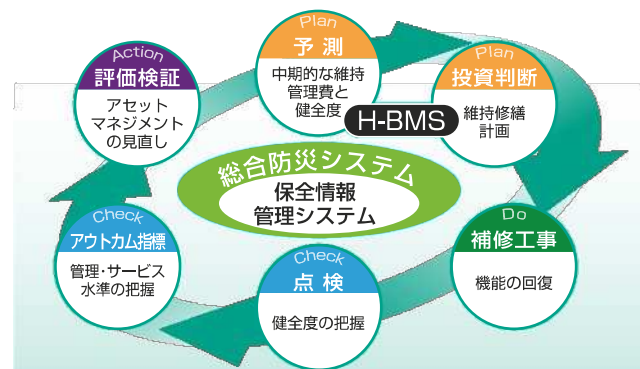 Plan
予測
中期的な維持
管理費と
健全度
Plan
投資判断
維持修繕
計画
H-BMS
Do
補修工事
機能の回復
Check
点検
健全度の把握
Check
アウトカム指標
管理・サービス
水準の把握
Action
評価検証
アセット
マネジメント
の見直し
総合防災システム
保全情報
管理システム